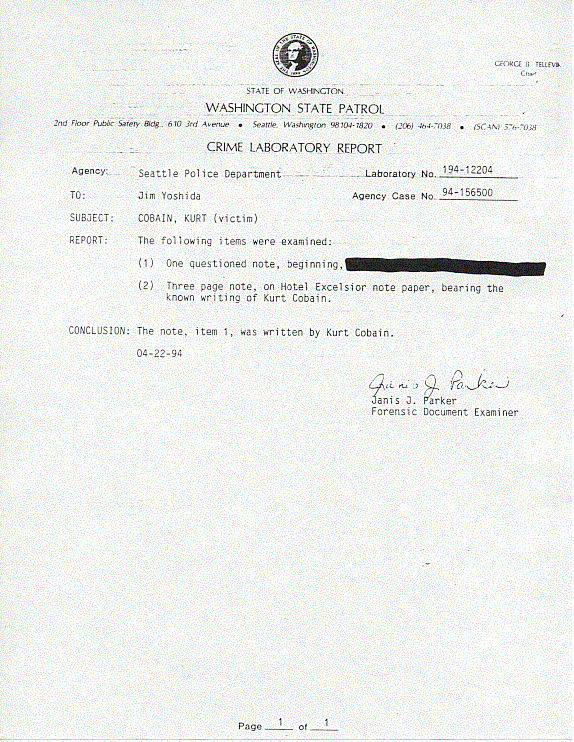 GEORGE B. TELLEVIK
Chief
STATE OF WASHINGTON
WASHINGTON STATE PATROL
2nd Floor Public Safety Bldg., 610 3rd Avenue • Seattle, Washington 98104-1820 • (206) 464-7038 • (SCAN) 576-7038
CRIME LABORATORY REPORT
Agency: Seattle Police Department Laboratory No. 194-12204
TO: Jim Yoshida Agency Case No. 94-156500
SUBJECT: COBAIN, KURT (victim)
REPORT: The following items were examined:
(1) One questioned note, beginning,
(2) Three page note, on Hotel Excelsior note paper, bearing the
known writing of Kurt Cobain.
CONCLUSION: The note, item 1, was written by Kurt Cobain.
04-22-94
Janis J. Parker
Janis J. Parker
Forensic Document Examiner
Page 1 of 1